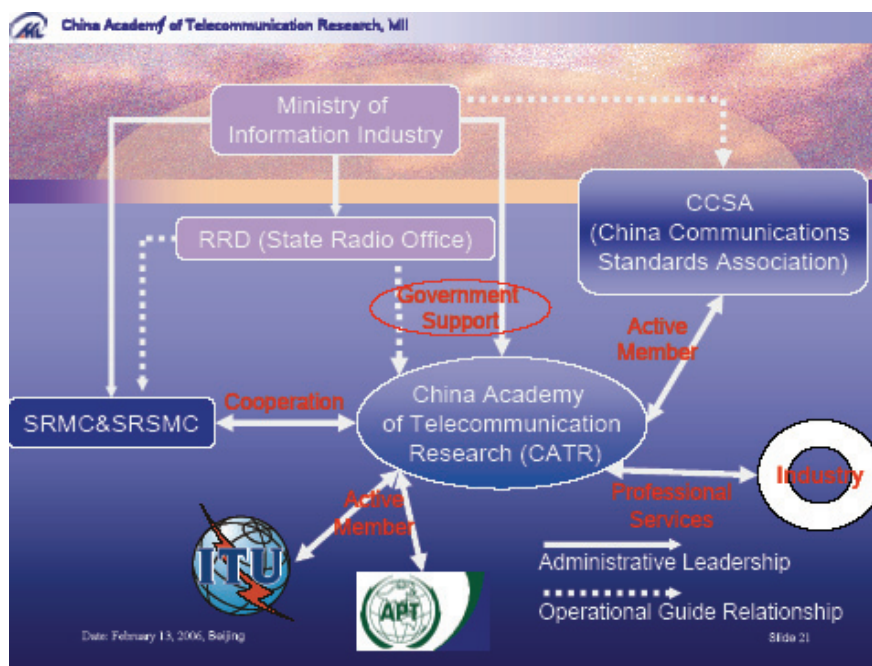 China Academy of Telecommunication Research, MII
Ministry of
Information Industry
CCSA
(China Communications
Standards Association)
RRD (State Radio Office)
Government
Support
Active
Member
Cooperation
SRMC&SRSMC
China Academy
of Telecommunication
Research (CATR)
Industry
Professional
Services
Active
Member
ITU
APT
Administrative Leadership
Operational Guide Relationship
Date: February 13, 2006, Beijing
Slide 21